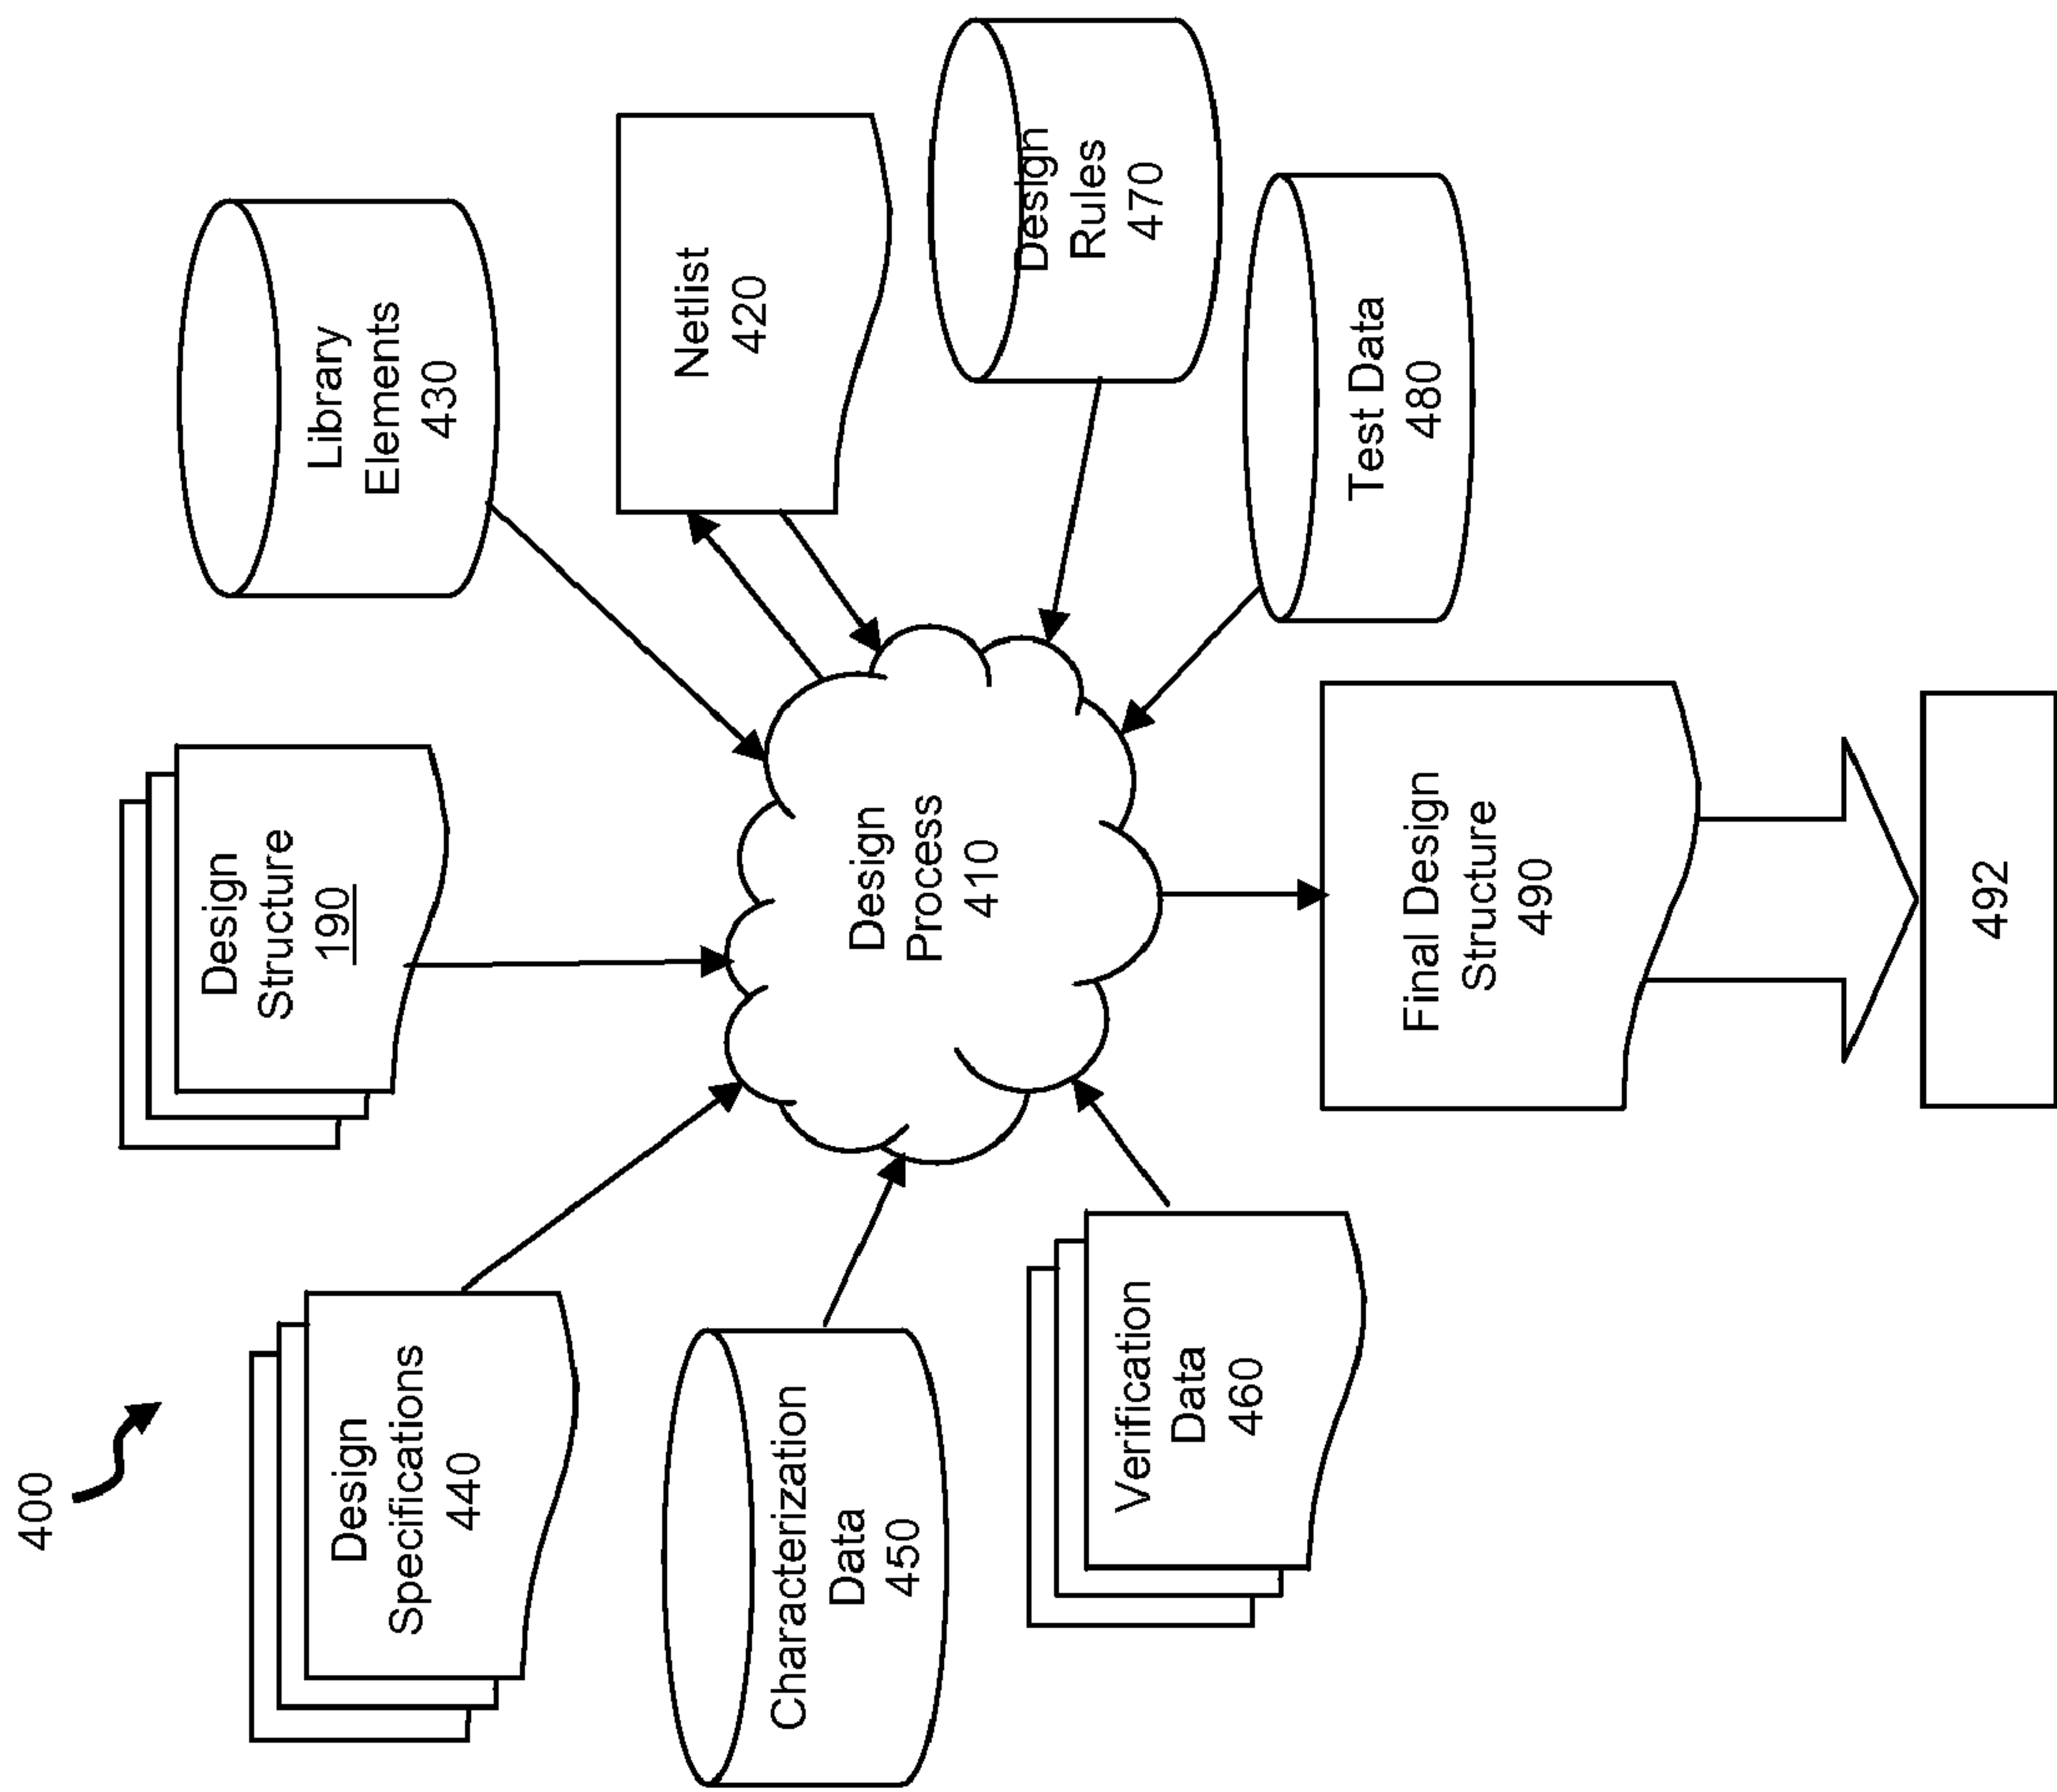 400
Design
Structure
190
Library
Elements
430
Design
Specifications
440
Netlist
420
Design
Process
410
Characterization
Data
450
Design
Rules
470
Verification
Data
460
Test Data
480
Final Design
Structure
490
492